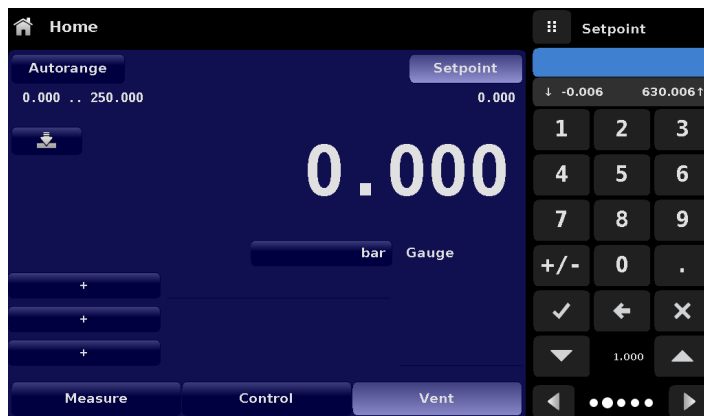 Home
Setpoint
Autorange
Setpoint
0.000 .. 250.000
0.000
↓ -0.006 630.006↑
0.000
bar Gauge
+
+
+
Measure Control Vent
1 2 3
4 5 6
7 8 9
+/- 0 .
1.000